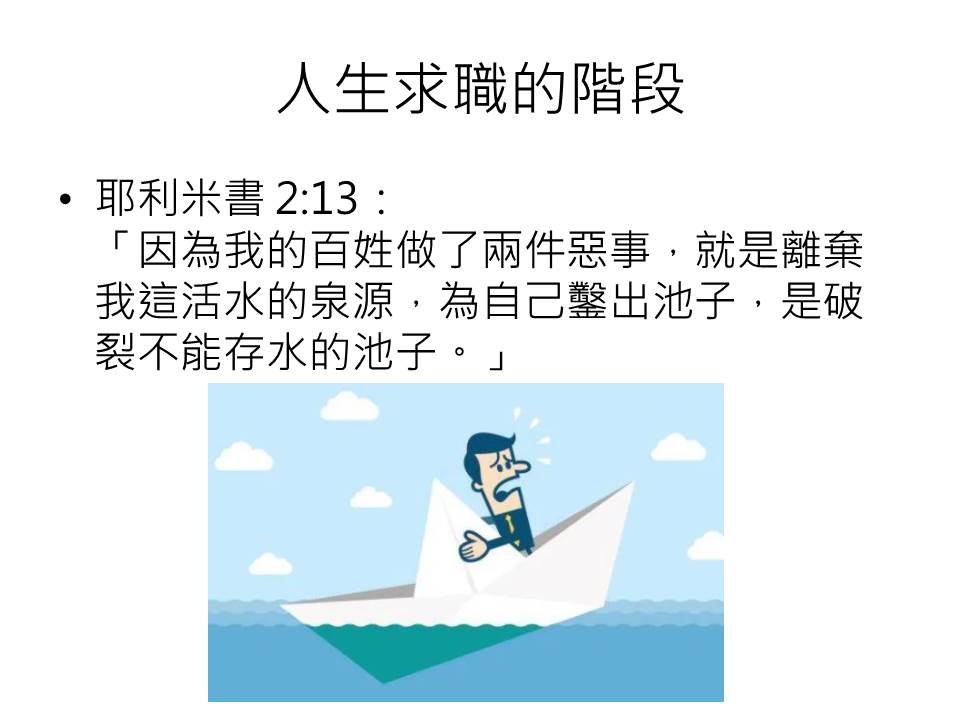 人生求職的階段
• 耶利米書 2:13：
「因為我的百姓做了兩件惡事，就是離棄
我這活水的泉源，為自己鑿出池子，是破
裂不能存水的池子。」